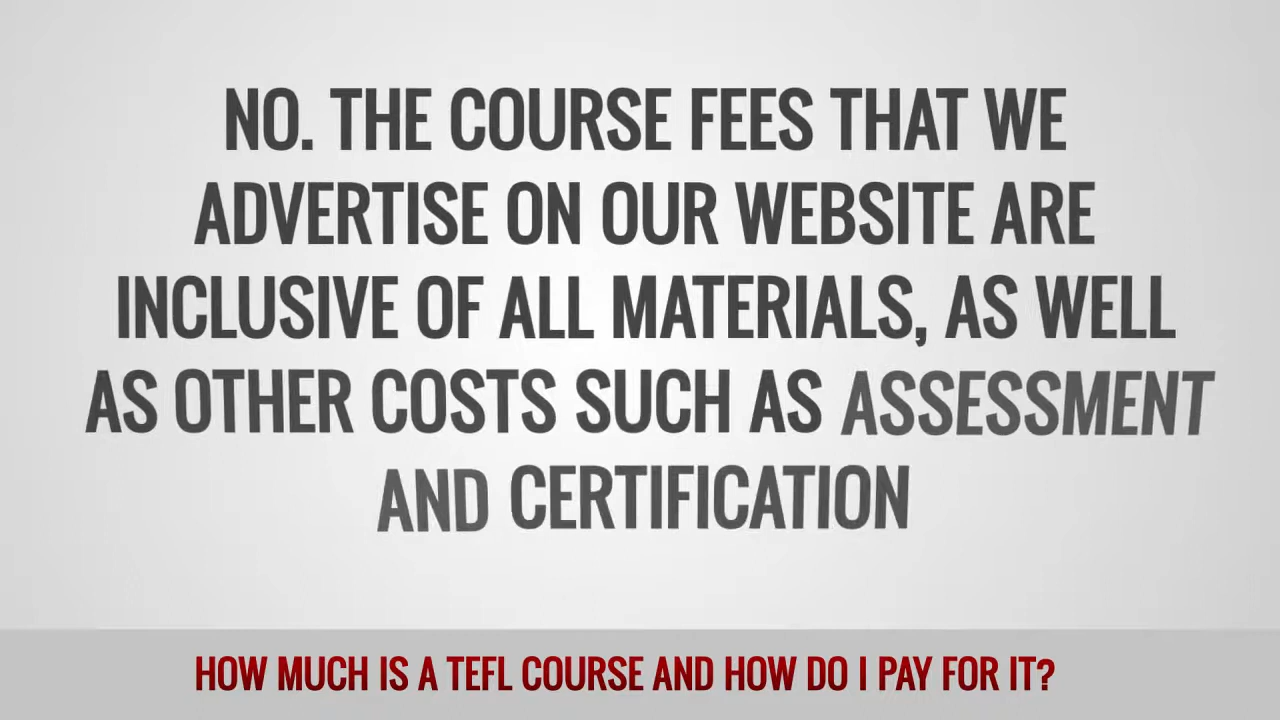 NO. THE COURSE FEES THAT WE
ADVERTISE ON OUR WEBSITE ARE
INCLUSIVE OF ALL MATERIALS, AS WELL
AS OTHER COSTS SUCH AS ASSESSMENT
AND CERTIFICATION
HOW MUCH IS A TEFL COURSE AND HOW DO I PAY FOR IT?